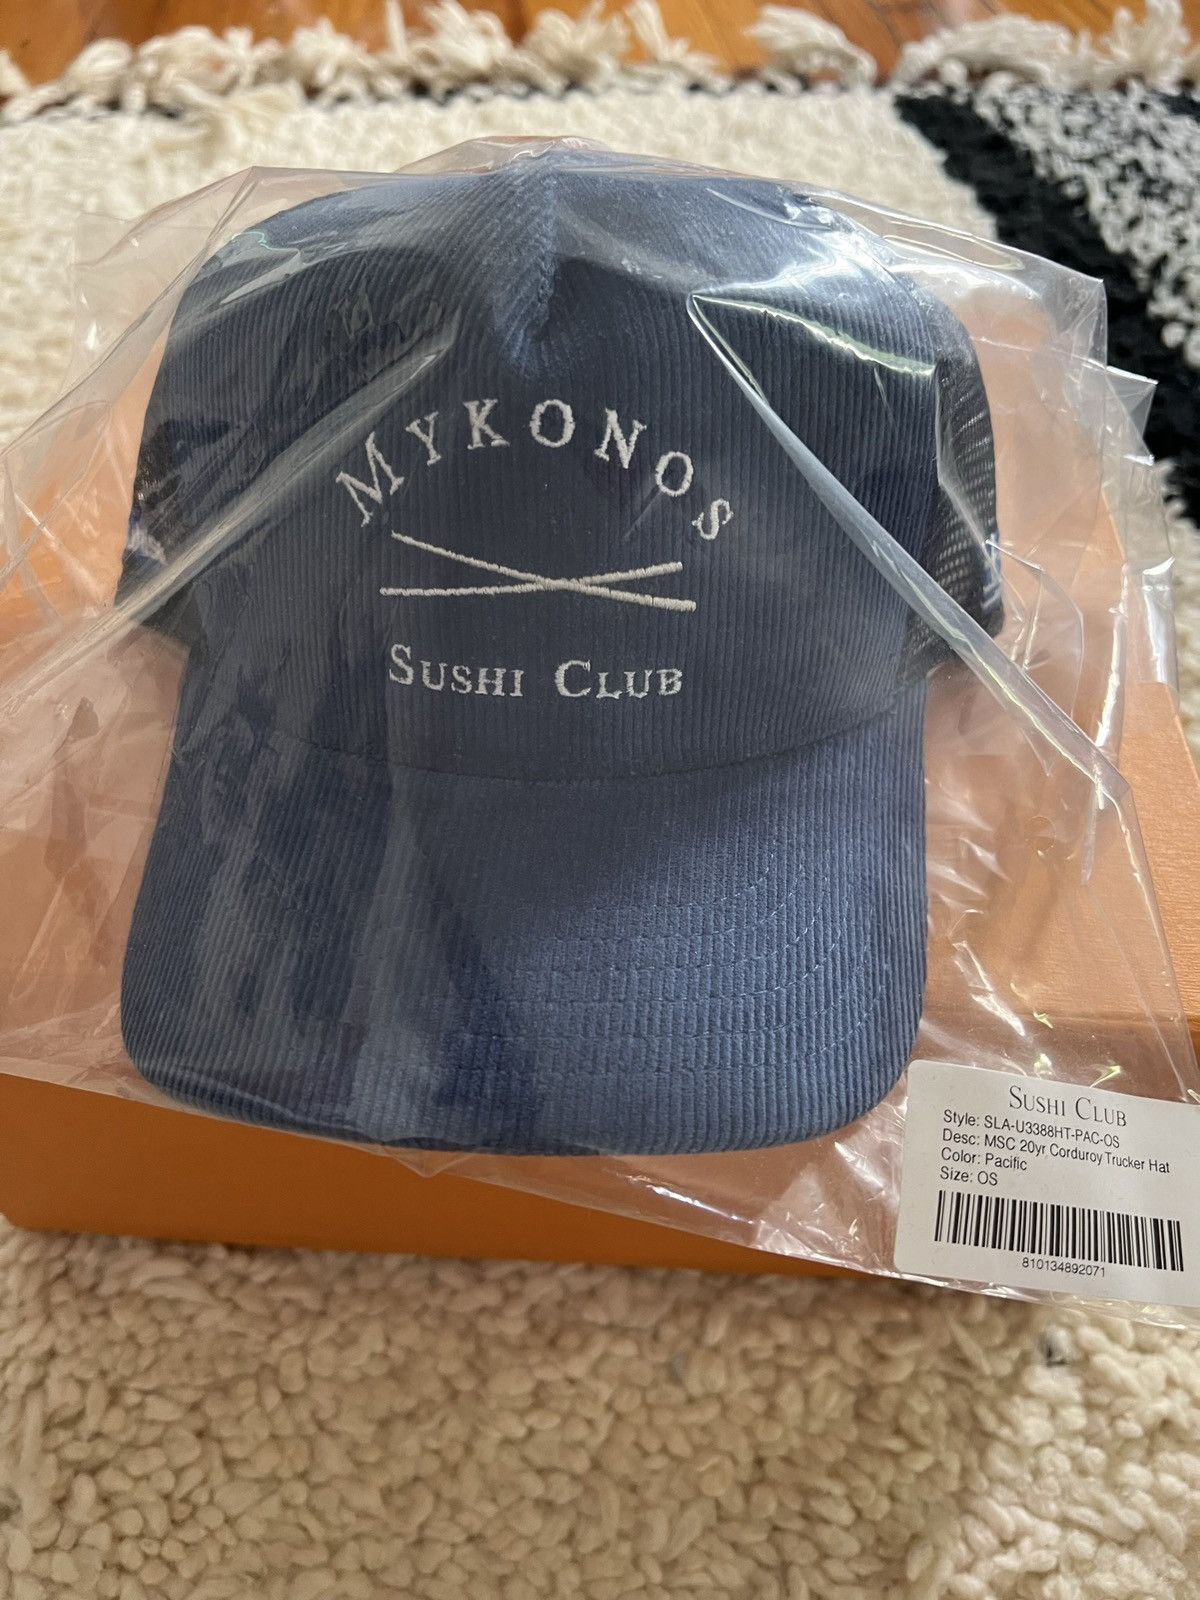 MYKONOS
SUSHI CLUB
SUSHI CLUB
Style: SLA-U3388HT-PAC-OS
Desc: MSC 20yr Corduroy Trucker Hat
Color: Pacific
Size: OS
810134892071